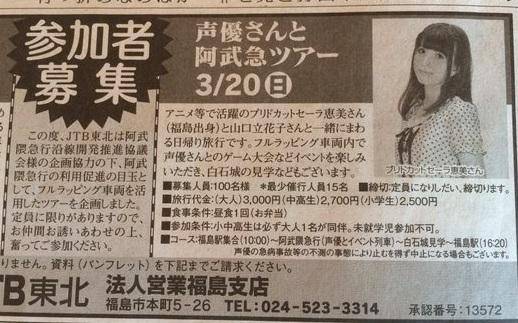 参加者
募集
声優さんと
阿武急ツアー
3/20(日)
アニメ等で活躍のブリドカットセーラ恵美さん
(福島出身)と山口立花子さんと一緒にまわ
る日帰り旅行です。フルラッピング車両内で
声優さんとのゲーム大会などイベントを楽しみ
いただき、白石城の見学などもございます。
ブリドカットセーラ恵美さん
この度、JTB東北は阿武
隈急行沿線開発推進協議
会様の企画協力の下、阿武
隈急行の利用促進の目玉と
して、フルラッピング車両を活
用したツアーを企画しました。
定員に限りがありますので、
お仲間お誘いあわせの上、
奮ってご参加ください。
■募集人員100名様 *最少催行人員15名 ■締切:定員になりしだい、締切ります。
■旅行代金:(大人)3,000円(中高生)2,700円(小学生)2,500円
■食事条件:昼食1回(お弁当)
■参加条件:小中高生は必ず大人1名が同伴。未就学児参加不可。
■コース:福島駅集合(10:00)〜阿武隈急行(声優とイベント列車)〜白石城見学〜福島駅(16:20)
声優の急病事故等の不測の事態により止むを得ず中止になる場合もございます。
りません。資料(パンフレット)を下記までご請求ください。
TB東北 法人営業福島支店
福島市本町5-26 TEL:024-523-3314 承認番号:13572